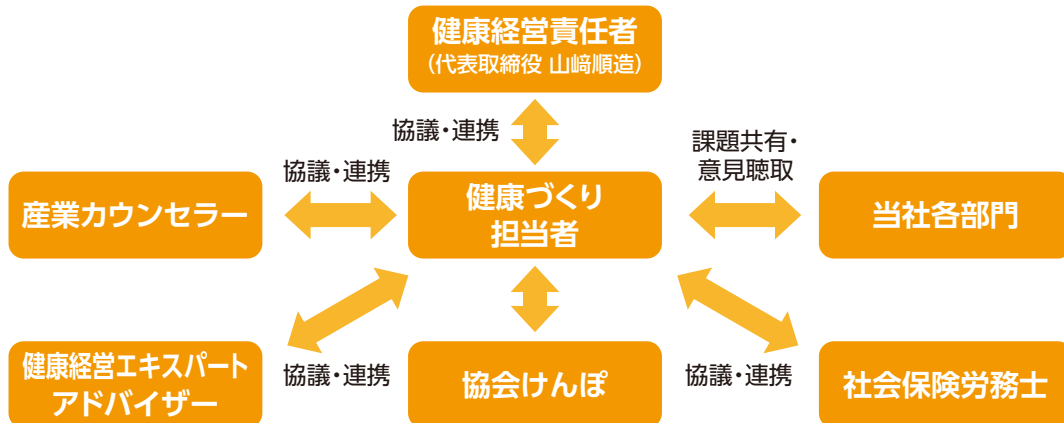 健康経営責任者
(代表取締役 山﨑順造)
協議・連携
課題共有・
意見聴取
協議・連携
産業カウンセラー
健康づくり
担当者
当社各部門
健康経営エキスパート
アドバイザー
協議・連携
協会けんぽ
協議・連携
社会保険労務士